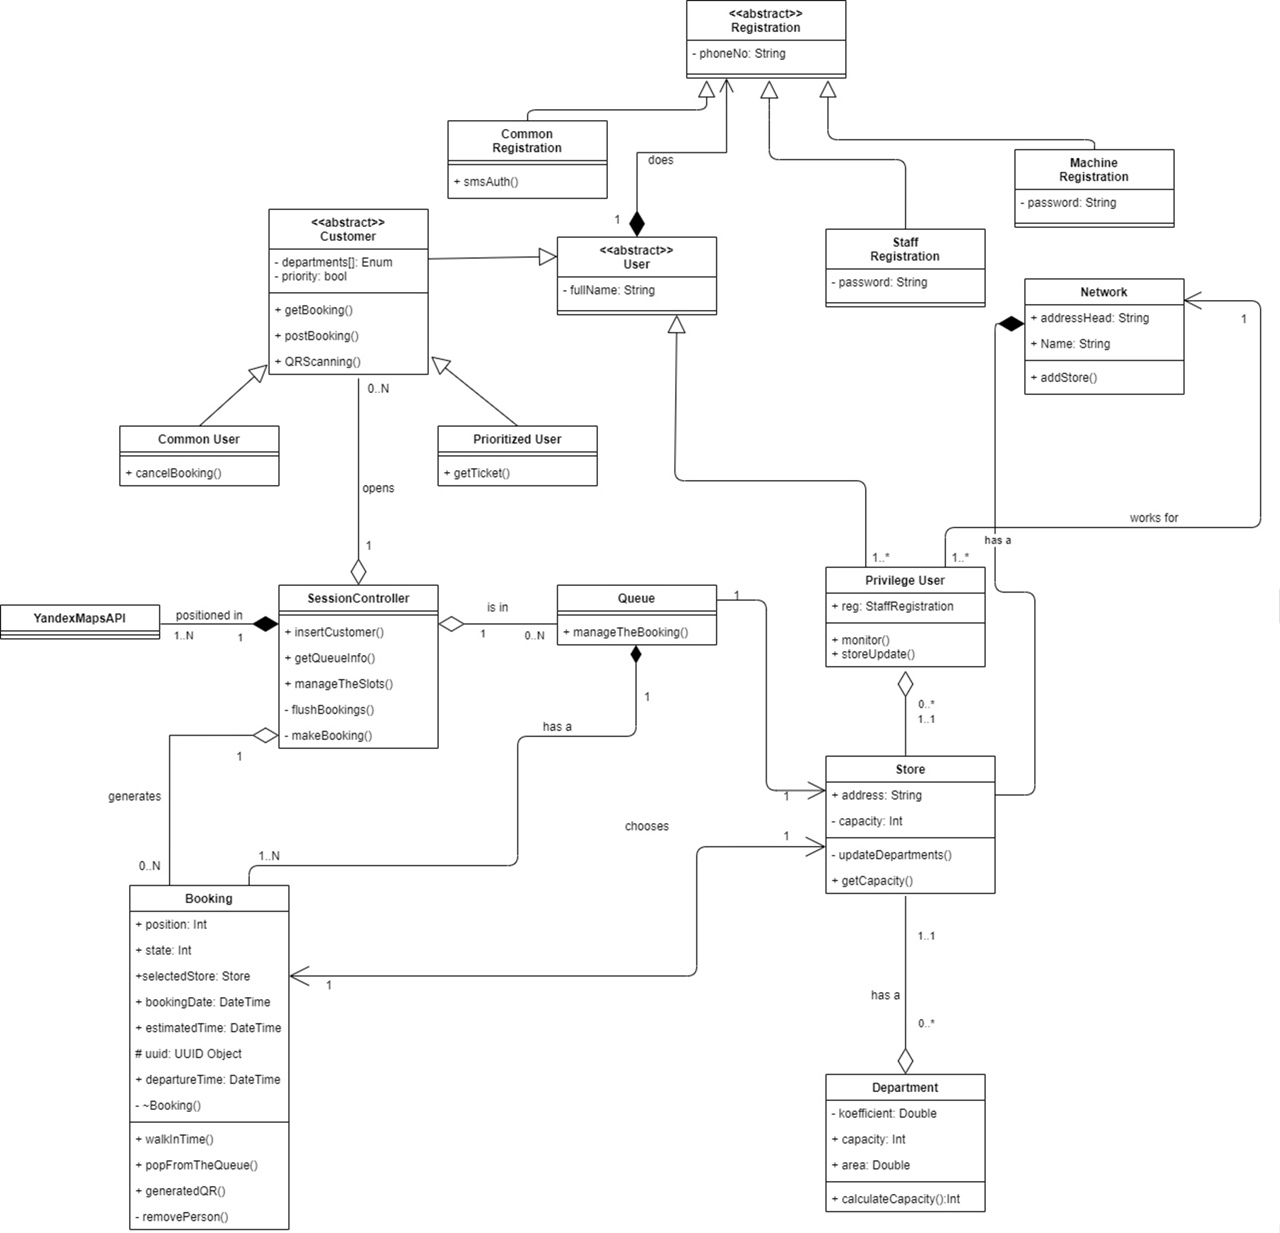 <<abstract>>
Registration
- phoneNo: String
Common
Registration
+ smsAuth()
does
Machine
Registration
- password: String
<<abstract>>
Customer
- departments[]: Enum
- priority: bool
+ getBooking()
+ postBooking()
+ QRScanning()
1
<<abstract>>
User
- fullName: String
Staff
Registration
- password: String
Network
+ addressHead: String
+ Name: String
+ addStore()
1
0..N
Common User
+ cancelBooking()
Prioritized User
+ getTicket()
opens
works for
has a
1
1..*
1..*
YandexMapsAPI
positioned in
1..N
1
SessionController
+ insertCustomer()
+ getQueueInfo()
+ manageTheSlots()
- flushBookings()
- makeBooking()
is in
1
0..N
Queue
+ manageTheBooking()
1
Privilege User
+ reg: StaffRegistration
+ monitor()
+ storeUpdate()
1
0..*
1..1
has a
1
generates
Store
+ address: String
- capacity: Int
- updateDepartments()
+ getCapacity()
1
chooses
1
0..N
1..N
Booking
+ position: Int
+ state: Int
+selectedStore: Store
+ bookingDate: DateTime
+ estimatedTime: DateTime
# uuid: UUID Object
+ departureTime: DateTime
- ~Booking()
+ walkInTime()
+ popFromTheQueue()
+ generatedQR()
- removePerson()
1
1..1
has a
0..*
Department
- koefficient: Double
+ capacity: Int
+ area: Double
+ calculateCapacity():Int